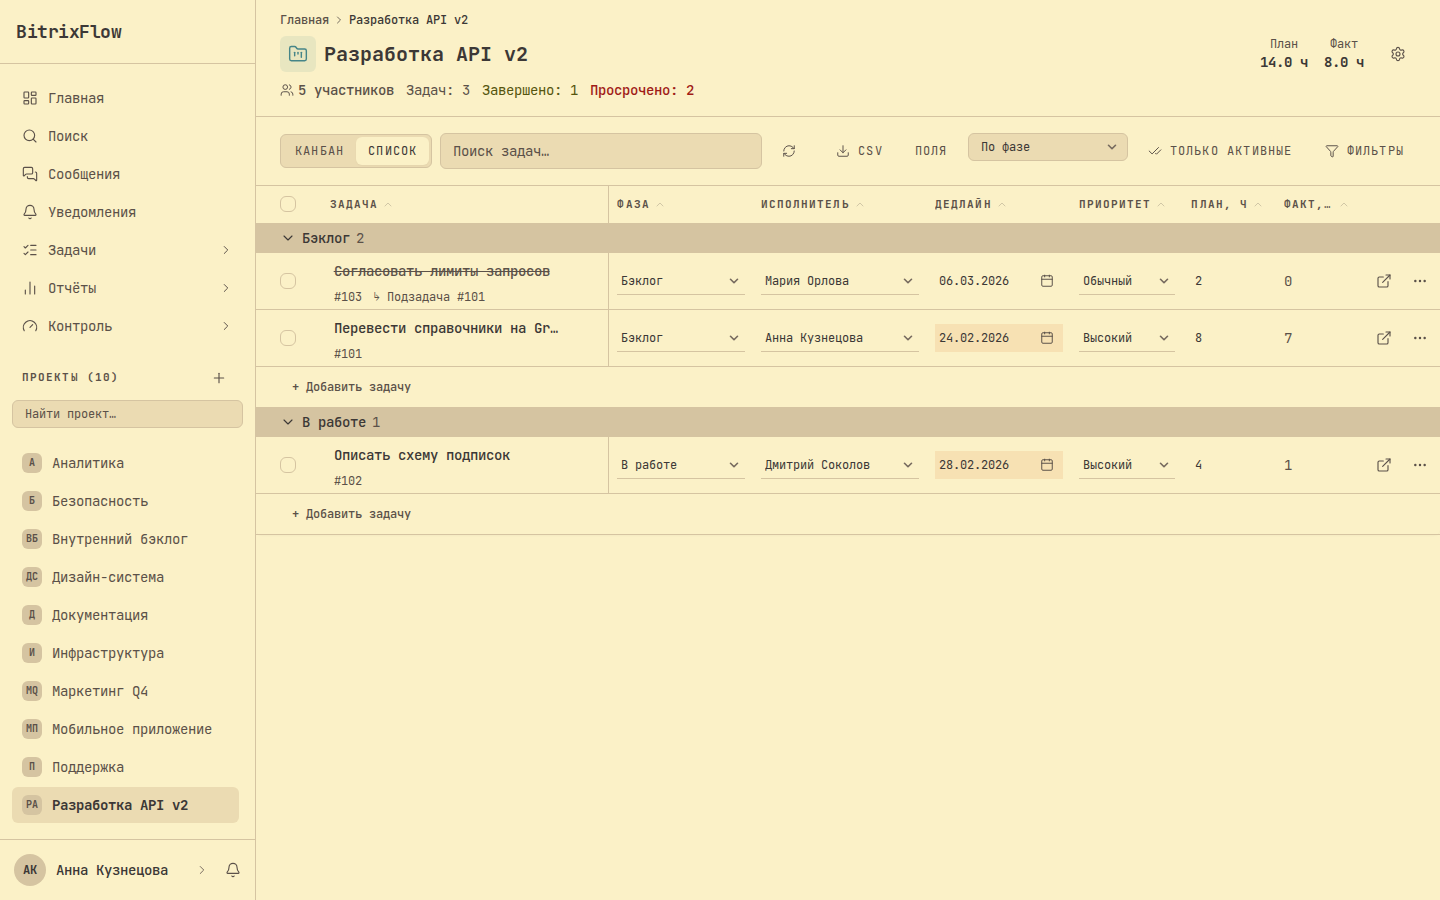 BitrixFlow
Главная
Поиск
Сообщения
Уведомления
Задачи
Отчёты
Контроль
ПРОЕКТЫ (10)
Найти проект…
А Аналитика
Б Безопасность
ВБ Внутренний бэклог
ДС Дизайн-система
Д Документация
И Инфраструктура
MQ Маркетинг Q4
МП Мобильное приложение
П Поддержка
РА Разработка API v2
АК Анна Кузнецова
Главная Разработка API v2
Разработка API v2
План Факт
14.0 ч 8.0 ч
5 участников Задач: 3 Завершено: 1 Просрочено: 2
КАНБАН СПИСОК Поиск задач… CSV ПОЛЯ По фазе ТОЛЬКО АКТИВНЫЕ ФИЛЬТРЫ
ЗАДАЧА ФАЗА ИСПОЛНИТЕЛЬ ДЕДЛАЙН ПРИОРИТЕТ ПЛАН, Ч ФАКТ,…
Бэклог 2
Согласовать лимиты запросов
#103 ↳ Подзадача #101
Бэклог Мария Орлова 06.03.2026 Обычный 2 0
Перевести справочники на Gr…
#101
Бэклог Анна Кузнецова 24.02.2026 Высокий 8 7
+ Добавить задачу
В работе 1
Описать схему подписок
#102
В работе Дмитрий Соколов 28.02.2026 Высокий 4 1
+ Добавить задачу